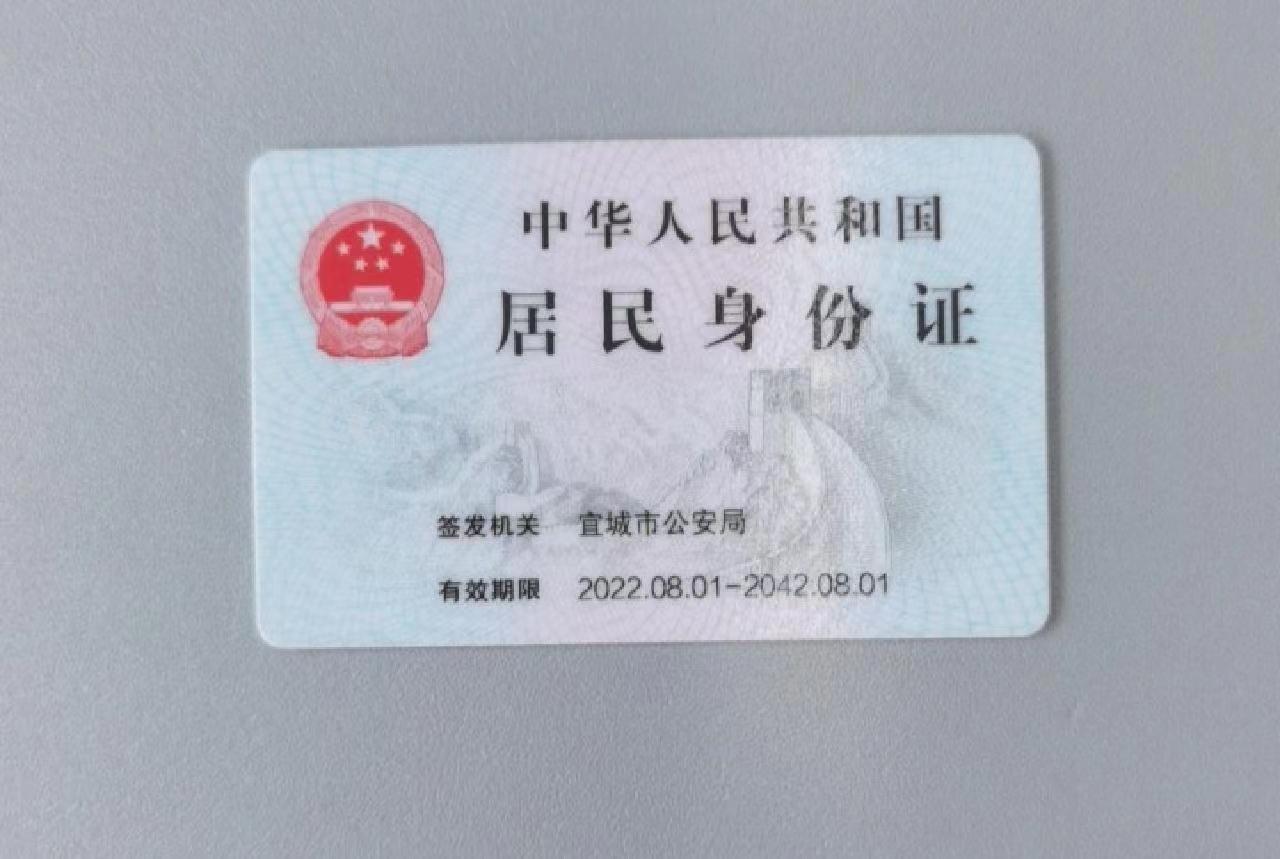 中华人民共和国
居民身份证
签发机关 宜城市公安局
有效期限 2022.08.01-2042.08.01